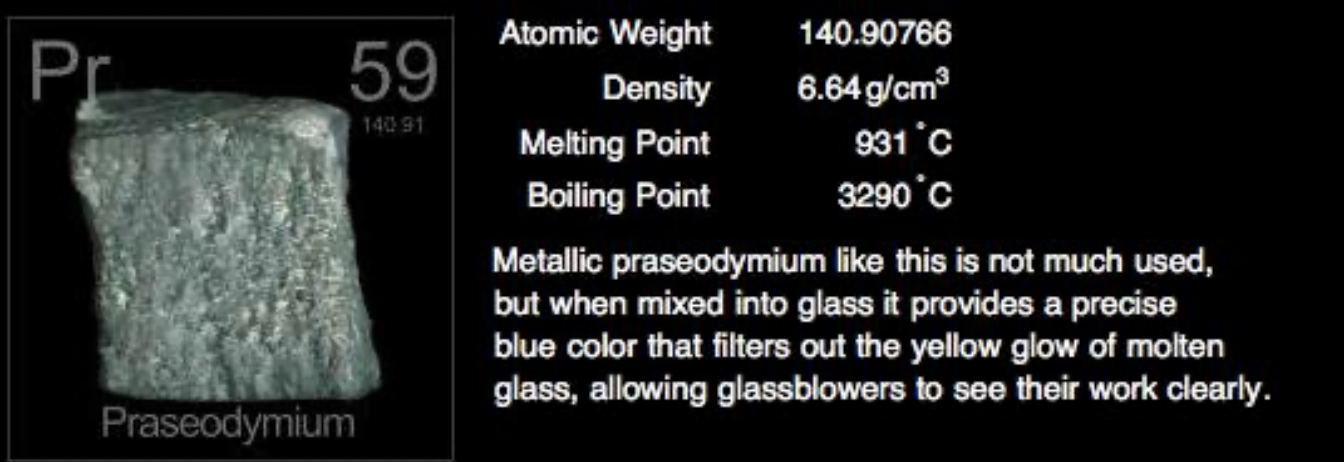 Pr
59
140.91
Praseodymium
Atomic Weight 140.90766
Density 6.64 g/cm³
Melting Point 931 °C
Boiling Point 3290 °C
Metallic praseodymium like this is not much used,
but when mixed into glass it provides a precise
blue color that filters out the yellow glow of molten
glass, allowing glassblowers to see their work clearly.